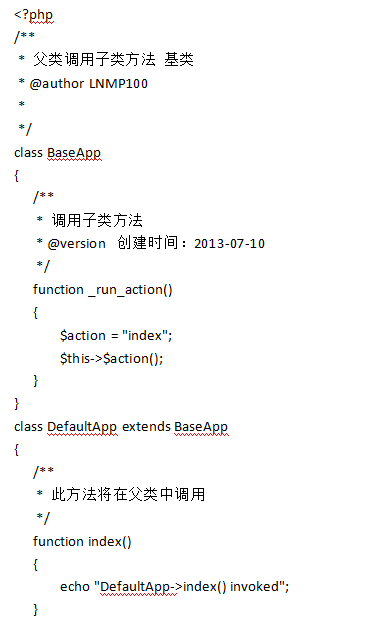 <?php
/**
* 父类调用子类方法 基类
* @author LNMP100
*
*/
class BaseApp
{
/**
* 调用子类方法
* @version 创建时间：2013-07-10
*/
function _run_action()
{
$action = "index";
$this->$action();
}
}
class DefaultApp extends BaseApp
{
/**
* 此方法将在父类中调用
*/
function index()
{
echo "DefaultApp->index() invoked";
}